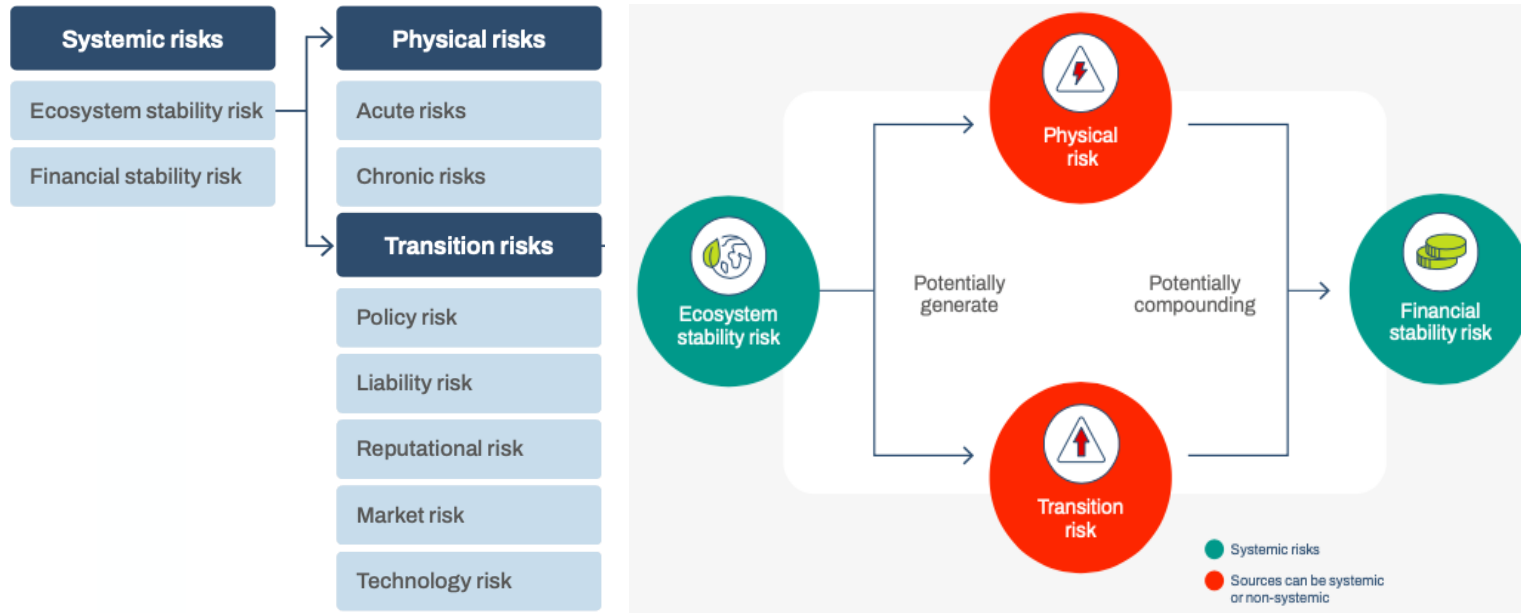 Systemic risks
Ecosystem stability risk
Financial stability risk
Physical risks
Acute risks
Chronic risks
Transition risks
Policy risk
Liability risk
Reputational risk
Market risk
Technology risk
Ecosystem
stability risk
Potentially
generate
Physical
risk
Transition
risk
Potentially
compounding
Financial
stability risk
Systemic risks
Sources can be systemic
or non-systemic